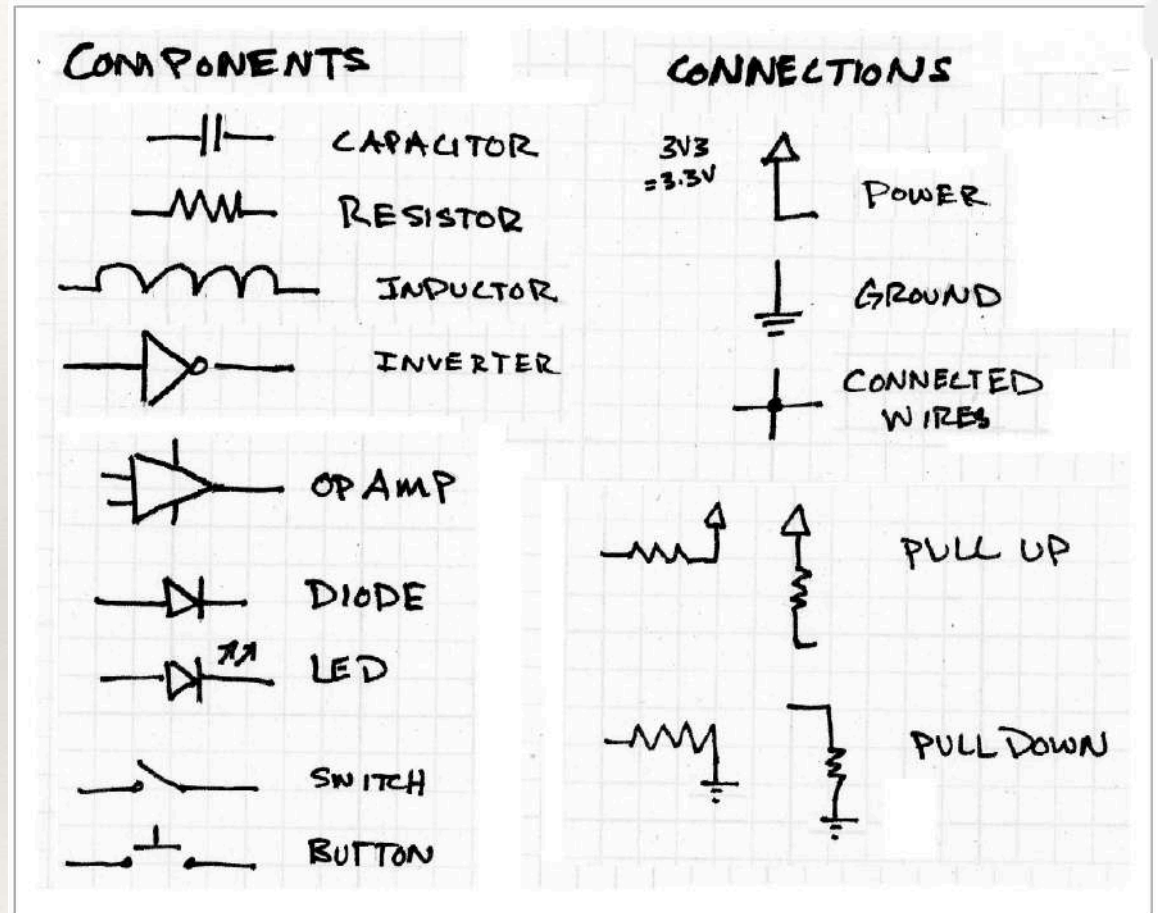 COMPONENTS
CAPACITOR
RESISTOR
INDUCTOR
INVERTER
OP AMP
DIODE
LED
SWITCH
BUTTON
CONNECTIONS
3V3
=3.3V
POWER
GROUND
CONNECTED
WIRES
PULL UP
PULL DOWN